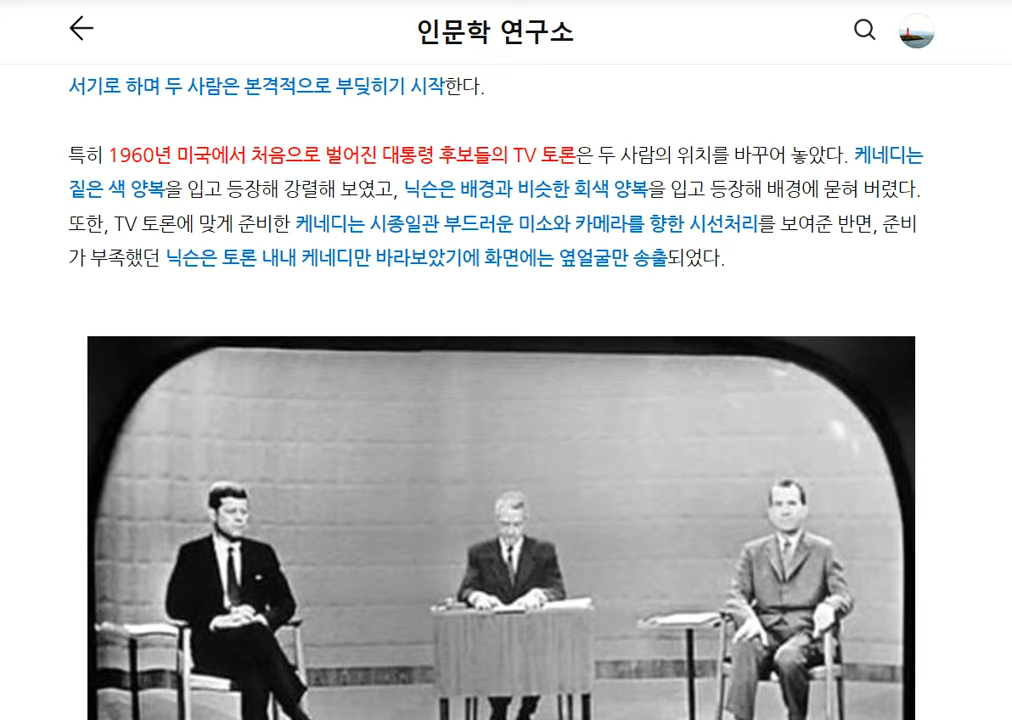 인문학 연구소
서기로 하며 두 사람은 본격적으로 부딪히기 시작한다.
특히 1960년 미국에서 처음으로 벌어진 대통령 후보들의 TV 토론은 두 사람의 위치를 바꾸어 놓았다. 케네디는
짙은 색 양복을 입고 등장해 강렬해 보였고, 닉슨은 배경과 비슷한 회색 양복을 입고 등장해 배경에 묻혀 버렸다.
또한, TV 토론에 맞게 준비한 케네디는 시종일관 부드러운 미소와 카메라를 향한 시선처리를 보여준 반면, 준비
가 부족했던 닉슨은 토론 내내 케네디만 바라보았기에 화면에는 옆얼굴만 송출되었다.